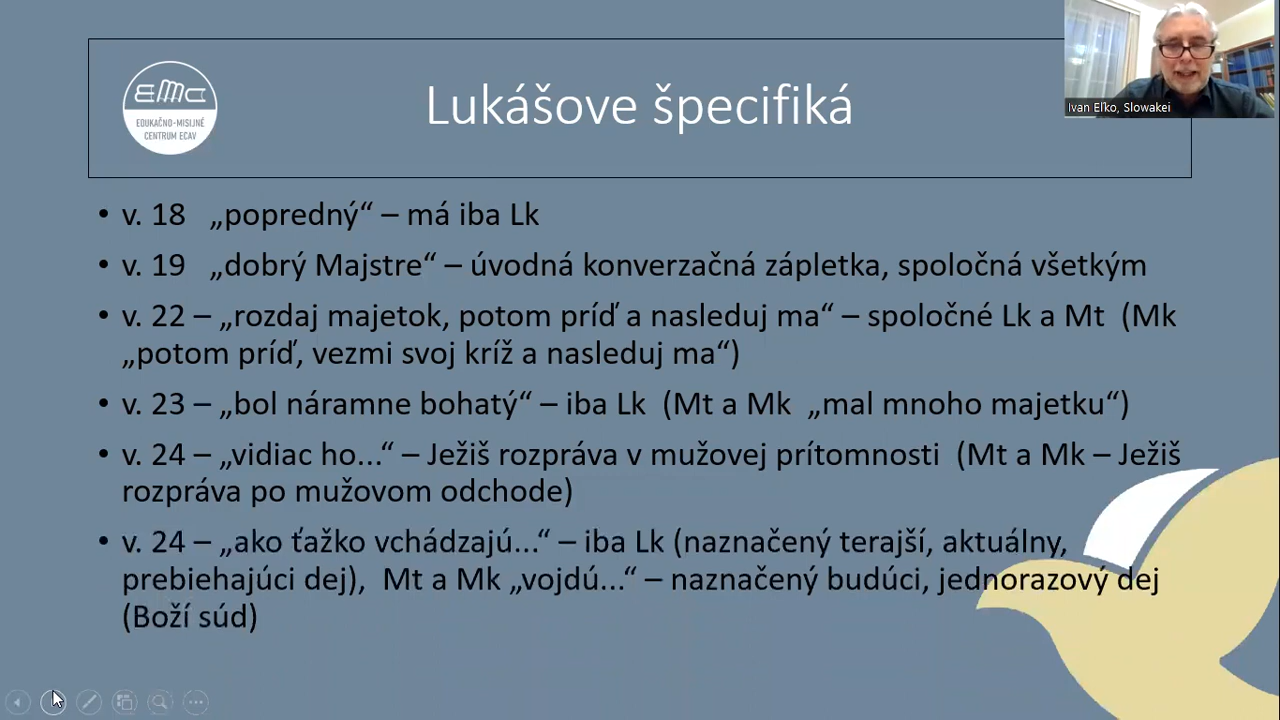 EMC
EDUKAČNO-MISIJNÉ
CENTRUM ECAV
Lukášove špecifiká
Ivan Eľko, Slowakei
• v. 18 „popredný“ – má iba Lk
• v. 19 „dobrý Majstre“ – úvodná konverzačná zápletka, spoločná všetkým
• v. 22 – „rozdaj majetok, potom príď a nasleduj ma“ – spoločné Lk a Mt (Mk
„potom príď, vezmi svoj kríž a nasleduj ma“)
• v. 23 – „bol náramne bohatý“ – iba Lk (Mt a Mk „mal mnoho majetku“)
• v. 24 – „vidiac ho...“ – Ježiš rozpráva v mužovej prítomnosti (Mt a Mk – Ježiš
rozpráva po mužovom odchode)
• v. 24 – „ako ťažko vchádzajú...“ – iba Lk (naznačený terajší, aktuálny,
prebiehajúci dej), Mt a Mk „vojdú...“ – naznačený budúci, jednorazový dej
(Boží súd)